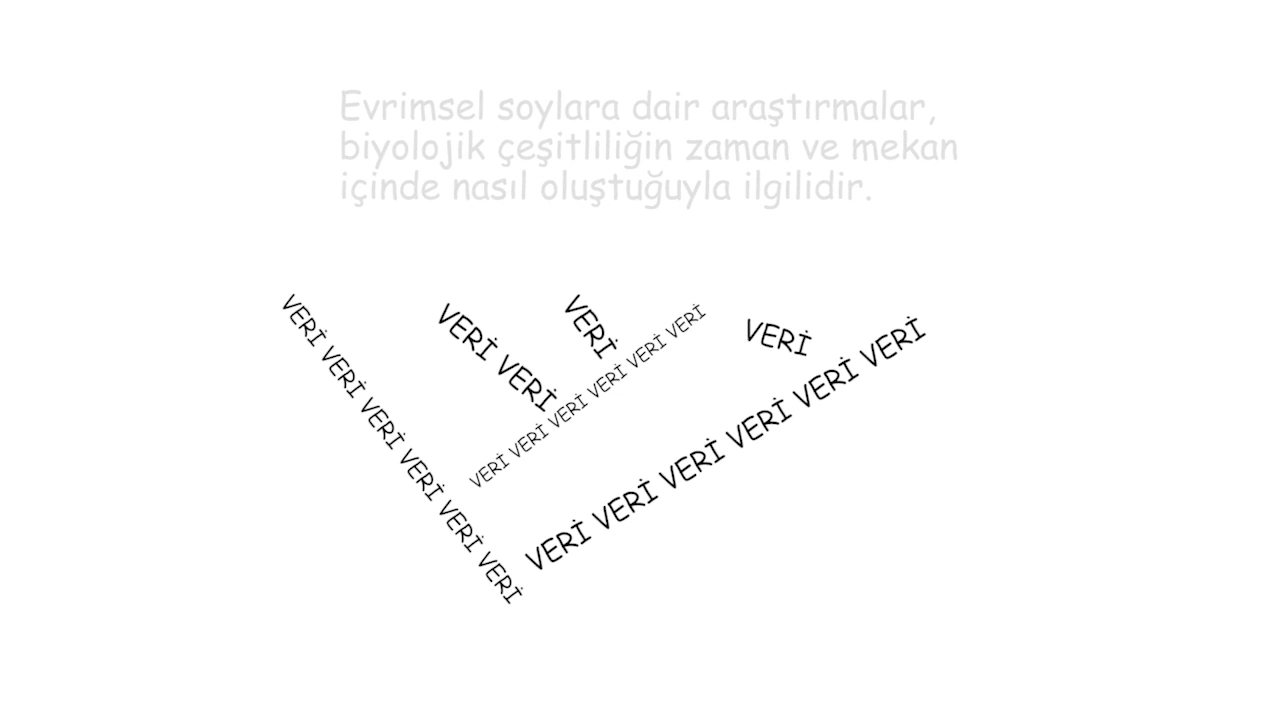 Evrimsel soylara dair araştırmalar,
biyolojik çeşitliliğin zaman ve mekan
içinde nasıl oluştuğuyla ilgilidir.
VERİ VERİ VERİ VERİ VERİ VERİ
VERİ VERİ
VERİ
VERİ VERİ VERİ VERİ VERİ VERİ
VERİ
VERİ VERİ VERİ VERİ VERİ VERİ